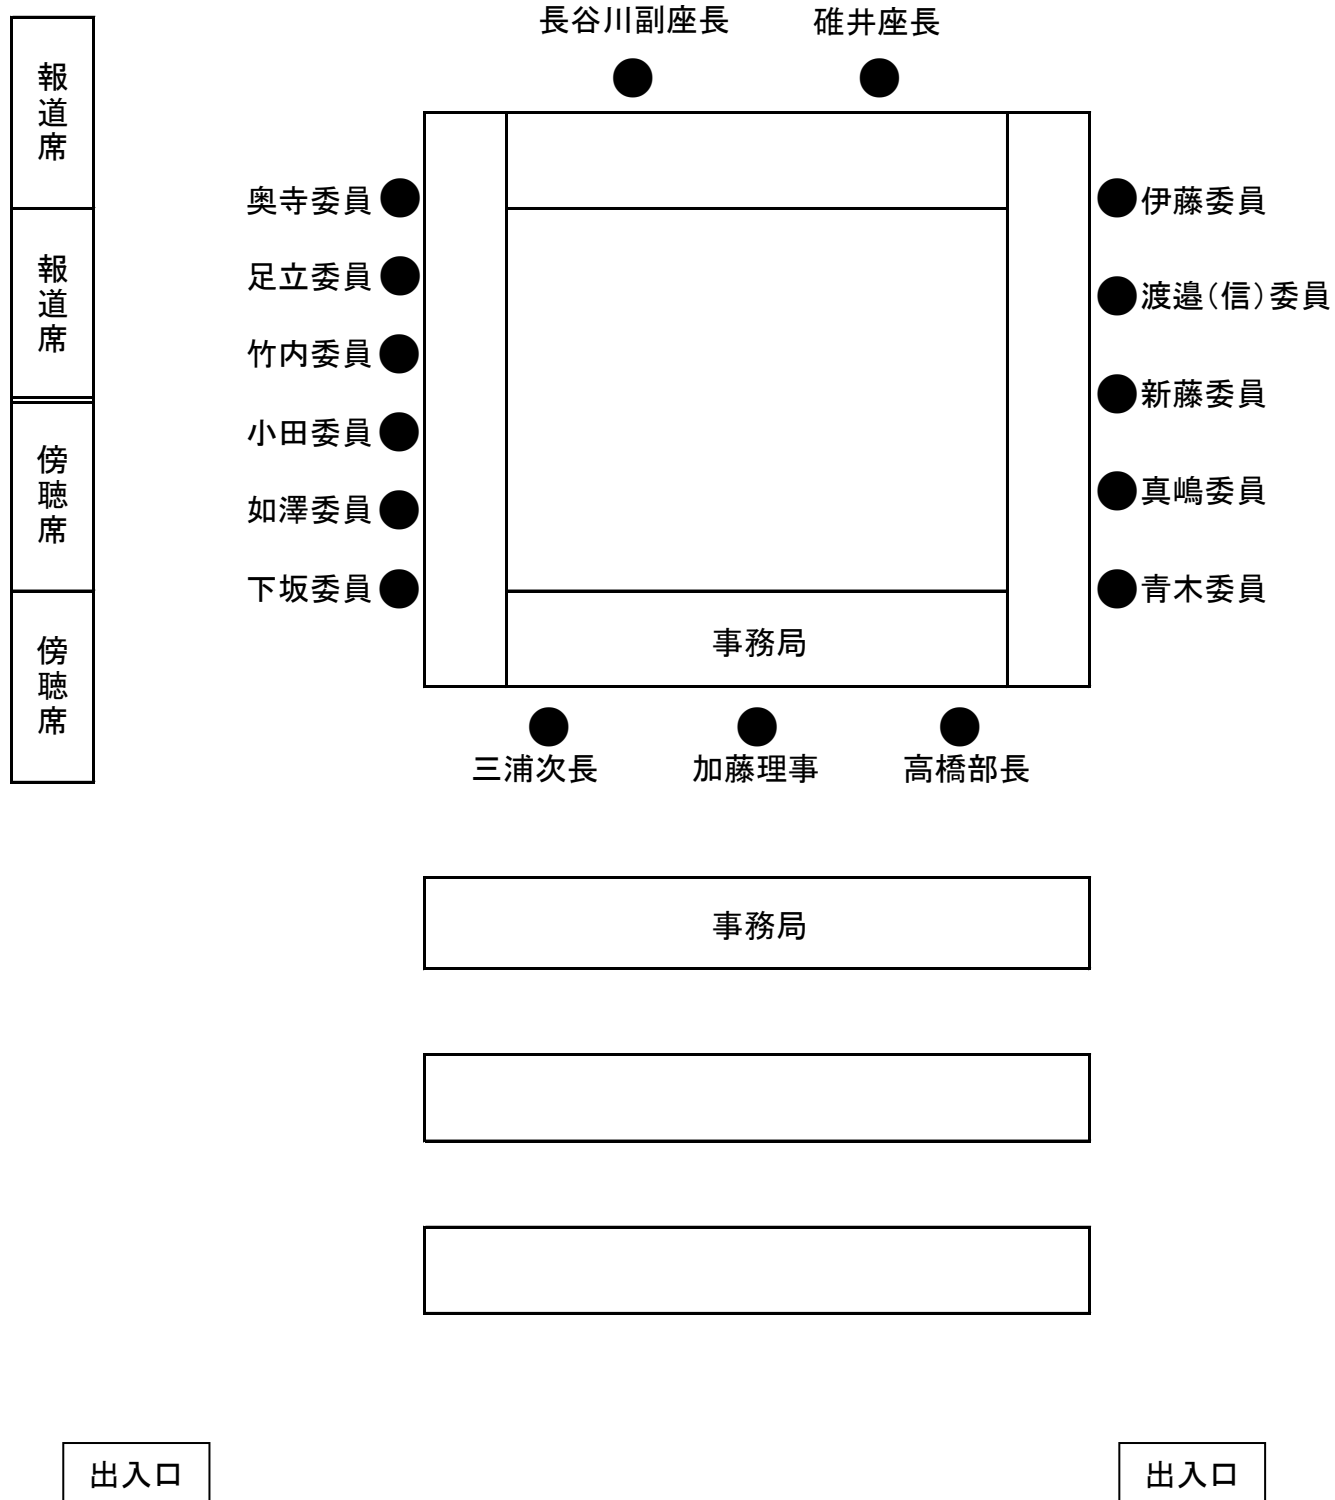 長谷川副座長
碓井座長
報道席
報道席
傍聴席
傍聴席
奥寺委員
足立委員
竹内委員
小田委員
如澤委員
下坂委員
伊藤委員
渡邉(信)委員
新藤委員
真嶋委員
青木委員
事務局
三浦次長
加藤理事
高橋部長
事務局
出入口
出入口